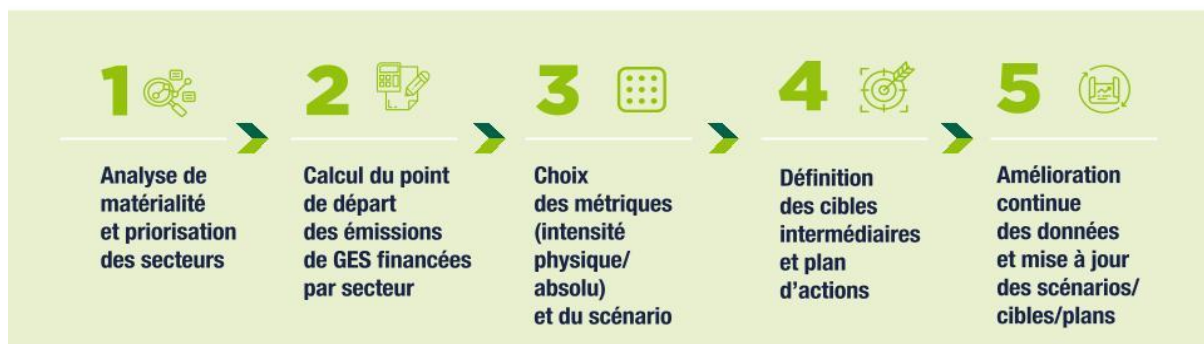 1
Analyse de
matérialité
et priorisation
des secteurs
2
Calcul du point
de départ
des émissions
de GES financées
par secteur
3
Choix
des métriques
(intensité
physique/
absolu)
et du scénario
4
Définition
des cibles
intermédiaires
et plan
d’actions
5
Amélioration
continue
des données
et mise à jour
des scénarios/
cibles/plans